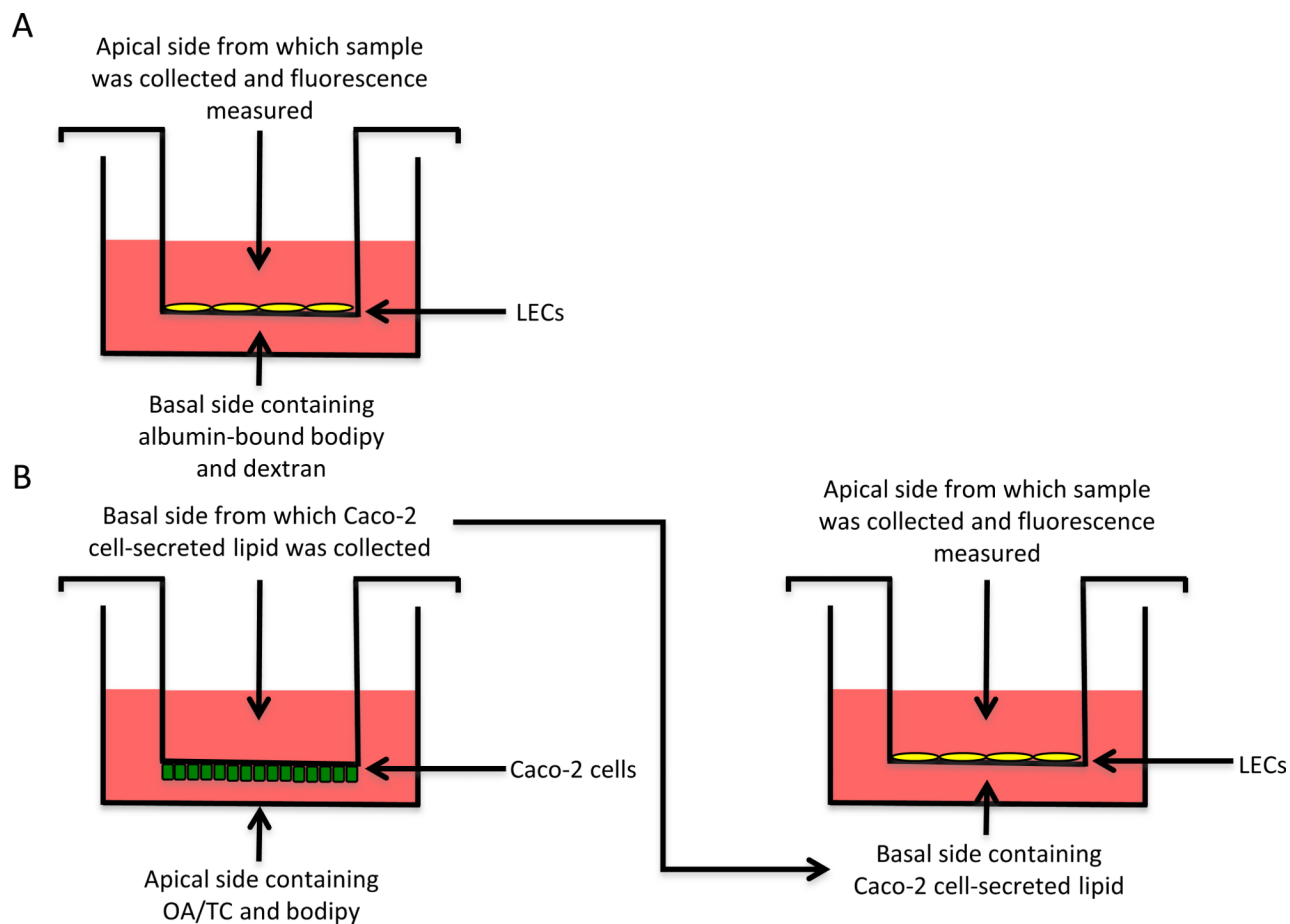 A
Apical side from which sample
was collected and fluorescence
measured
LECs
Basal side containing
albumin-bound bodipy
and dextran
B
Basal side from which Caco-2
cell-secreted lipid was collected
Caco-2 cells
Apical side containing
OA/TC and bodipy
Apical side from which sample
was collected and fluorescence
measured
LECs
Basal side containing
Caco-2 cell-secreted lipid